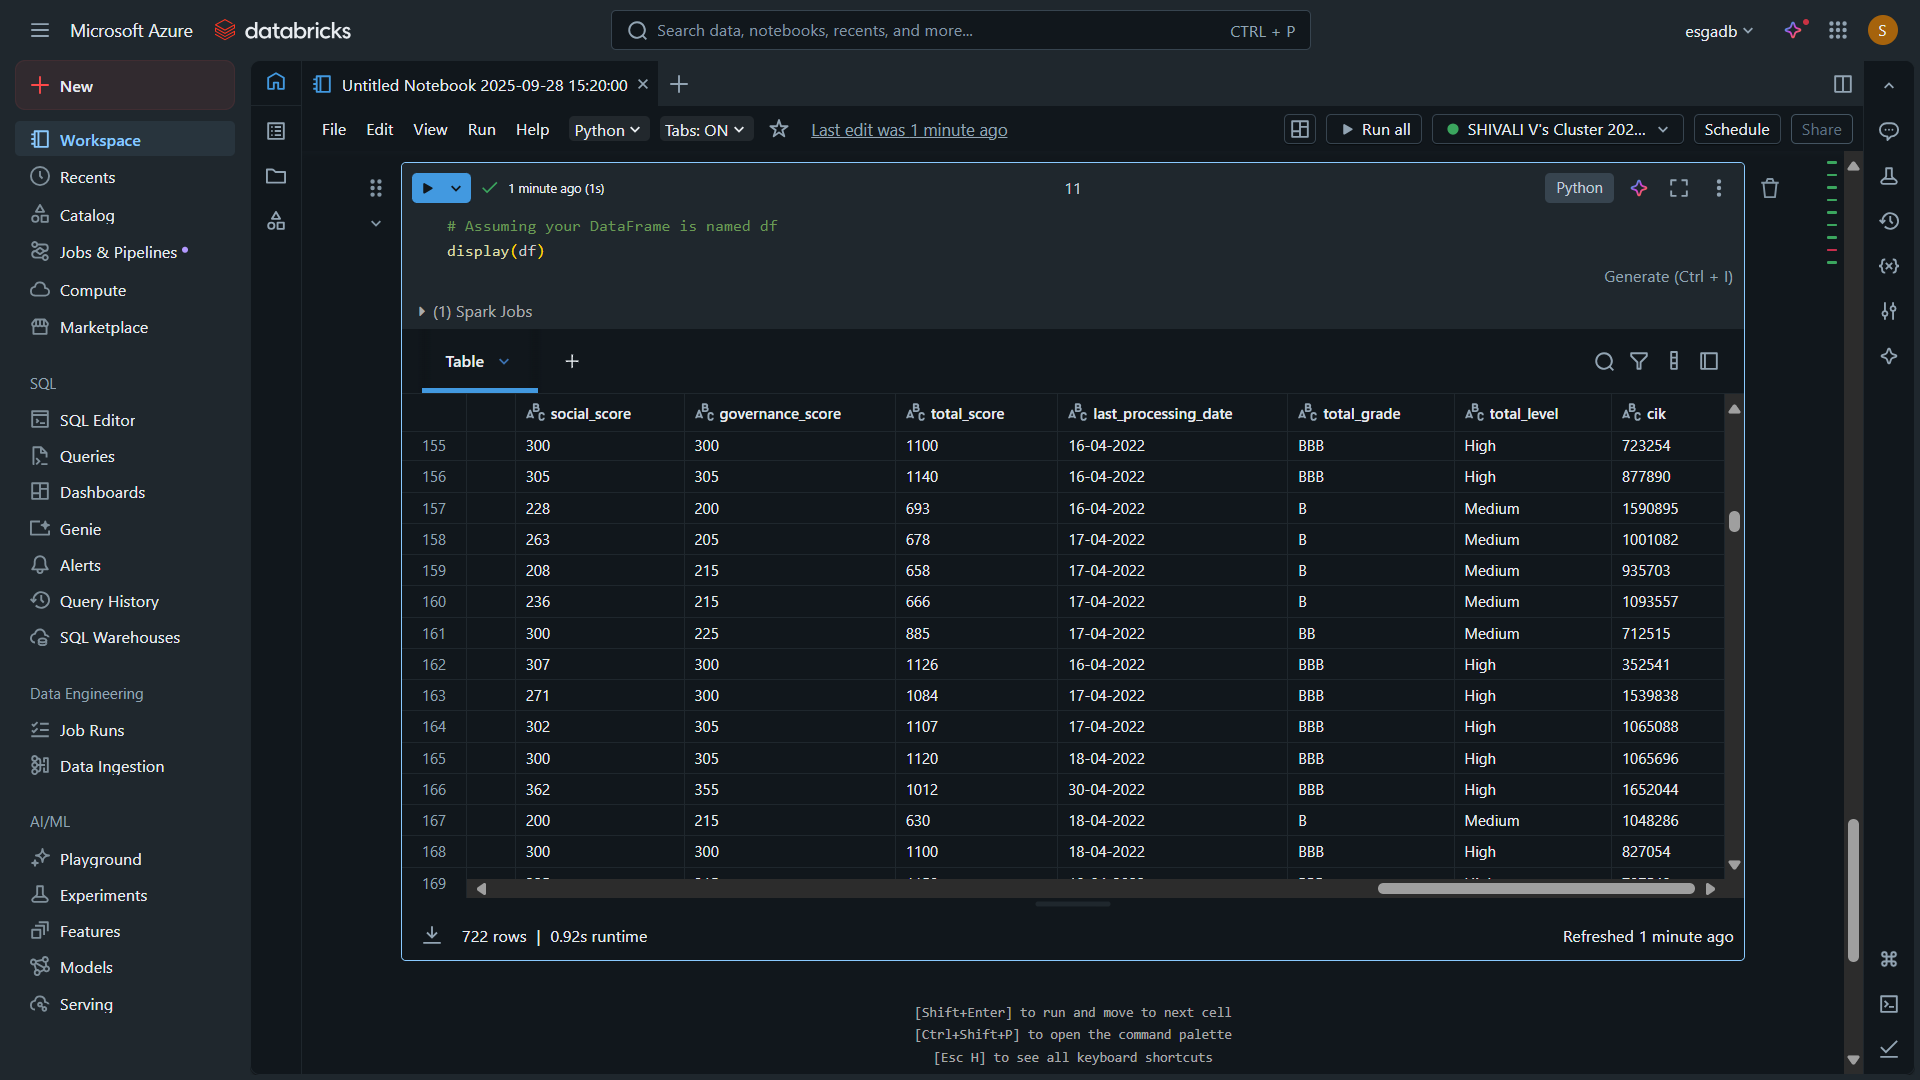 Microsoft Azure databricks
Search data, notebooks, recents, and more... CTRL + P
esgadb
S
New
Workspace
Recents
Catalog
Jobs & Pipelines
Compute
Marketplace
SQL
SQL Editor
Queries
Dashboards
Genie
Alerts
Query History
SQL Warehouses
Data Engineering
Job Runs
Data Ingestion
AI/ML
Playground
Experiments
Features
Models
Serving
Untitled Notebook 2025-09-28 15:20:00
File Edit View Run Help Python Tabs: ON Last edit was 1 minute ago
Run all SHIVALI V's Cluster 202... Schedule Share
1 minute ago (1s) 11 Python
# Assuming your DataFrame is named df
display(df)
Generate (Ctrl + I)
(1) Spark Jobs
Table
social_score governance_score total_score last_processing_date total_grade total_level cik
155 300 300 1100 16-04-2022 BBB High 723254
156 305 305 1140 16-04-2022 BBB High 877890
157 228 200 693 16-04-2022 B Medium 1590895
158 263 205 678 17-04-2022 B Medium 1001082
159 208 215 658 17-04-2022 B Medium 935703
160 236 215 666 17-04-2022 B Medium 1093557
161 300 225 885 17-04-2022 BB Medium 712515
162 307 300 1126 16-04-2022 BBB High 352541
163 271 300 1084 17-04-2022 BBB High 1539838
164 302 305 1107 17-04-2022 BBB High 1065088
165 300 305 1120 18-04-2022 BBB High 1065696
166 362 355 1012 30-04-2022 BBB High 1652044
167 200 215 630 18-04-2022 B Medium 1048286
168 300 300 1100 18-04-2022 BBB High 827054
169
722 rows | 0.92s runtime
Refreshed 1 minute ago
[Shift+Enter] to run and move to next cell
[Ctrl+Shift+P] to open the command palette
[Esc H] to see all keyboard shortcuts